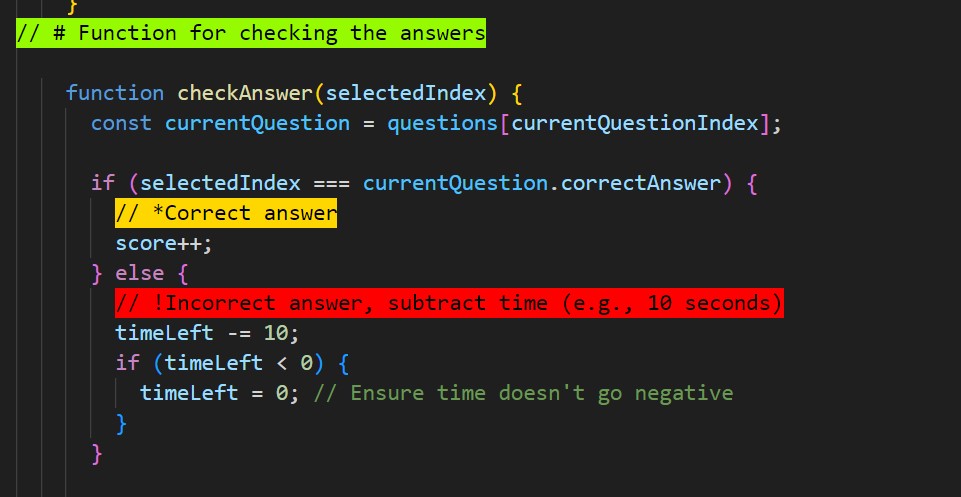 }
// # Function for checking the answers
function checkAnswer(selectedIndex) {
const currentQuestion = questions[currentQuestionIndex];
if (selectedIndex === currentQuestion.correctAnswer) {
// *Correct answer
score++;
} else {
// !Incorrect answer, subtract time (e.g., 10 seconds)
timeLeft -= 10;
if (timeLeft < 0) {
timeLeft = 0; // Ensure time doesn't go negative
}
}